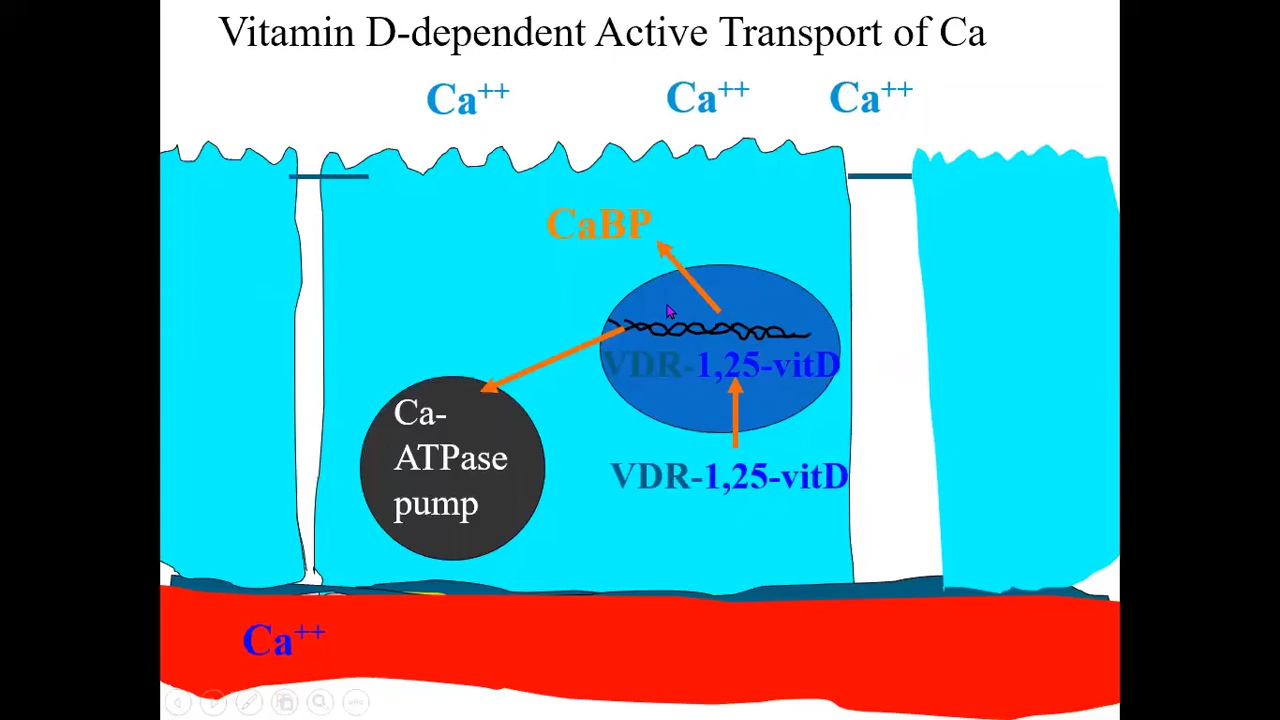 Vitamin D-dependent Active Transport of Ca
Ca++ Ca++ Ca++
CaBP
VDR-1,25-vitD
Ca-
ATPase
pump
VDR-1,25-vitD
Ca++